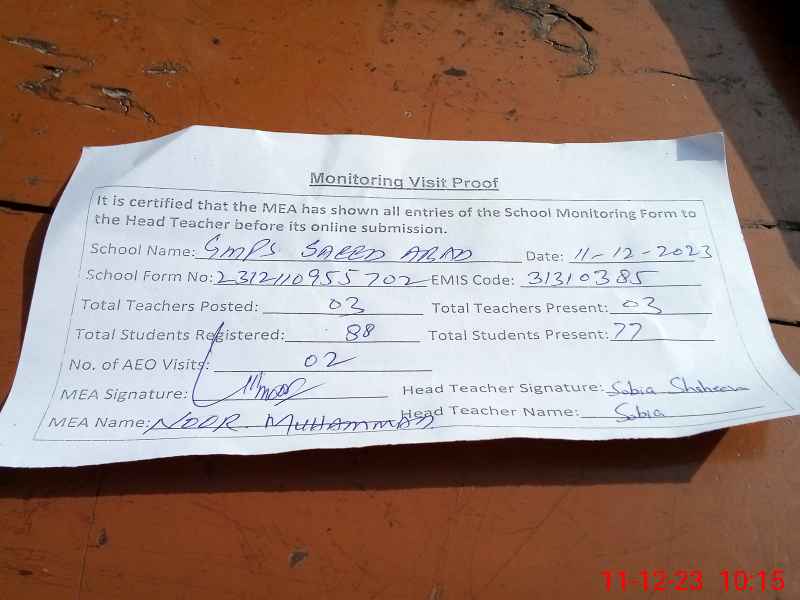 Monitoring Visit Proof
It is certified that the MEA has shown all entries of the School Monitoring Form to
the Head Teacher before its online submission.
School Name: GMPS SAEED ABAD Date: 11-12-2023
School Form No: 2312110955702 EMIS Code: 31310385
Total Teachers Posted: 03 Total Teachers Present: 03
Total Students Registered: 88 Total Students Present: 77
No. of AEO Visits: 02
MEA Signature: Head Teacher Signature: Sobia Shaheen
MEA Name: NOOR MUHAMMAD Head Teacher Name: Sobia
11-12-23 10:15